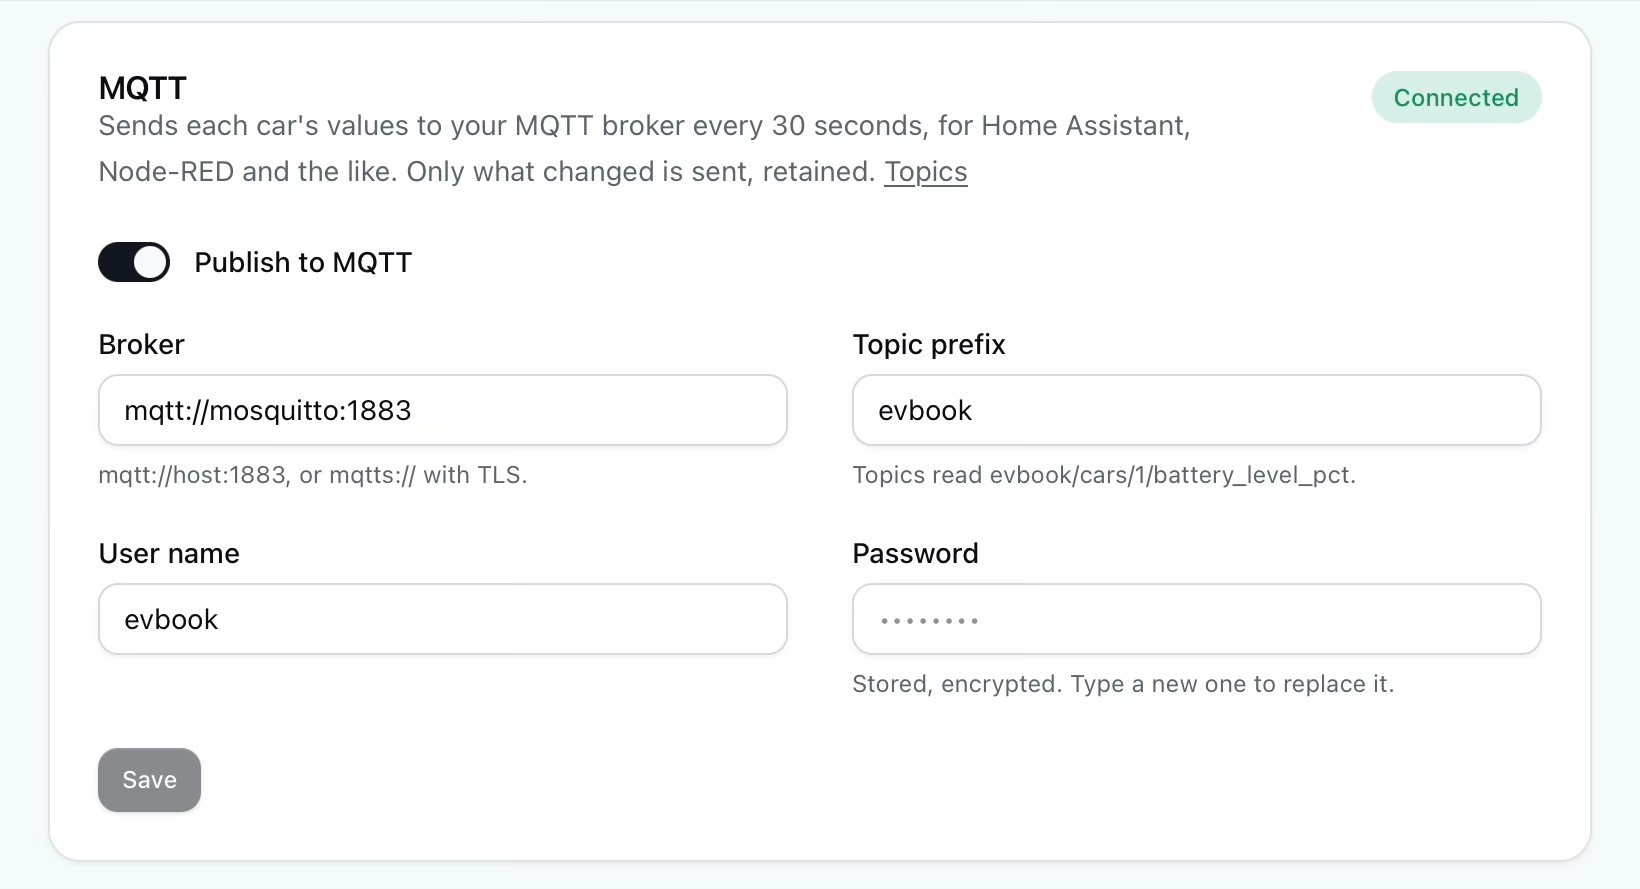 MQTT
Connected
Sends each car's values to your MQTT broker every 30 seconds, for Home Assistant,
Node-RED and the like. Only what changed is sent, retained. Topics
Publish to MQTT
Broker
mqtt://mosquitto:1883
mqtt://host:1883, or mqtts:// with TLS.
Topic prefix
evbook
Topics read evbook/cars/1/battery_level_pct.
User name
evbook
Password
••••••••
Stored, encrypted. Type a new one to replace it.
Save